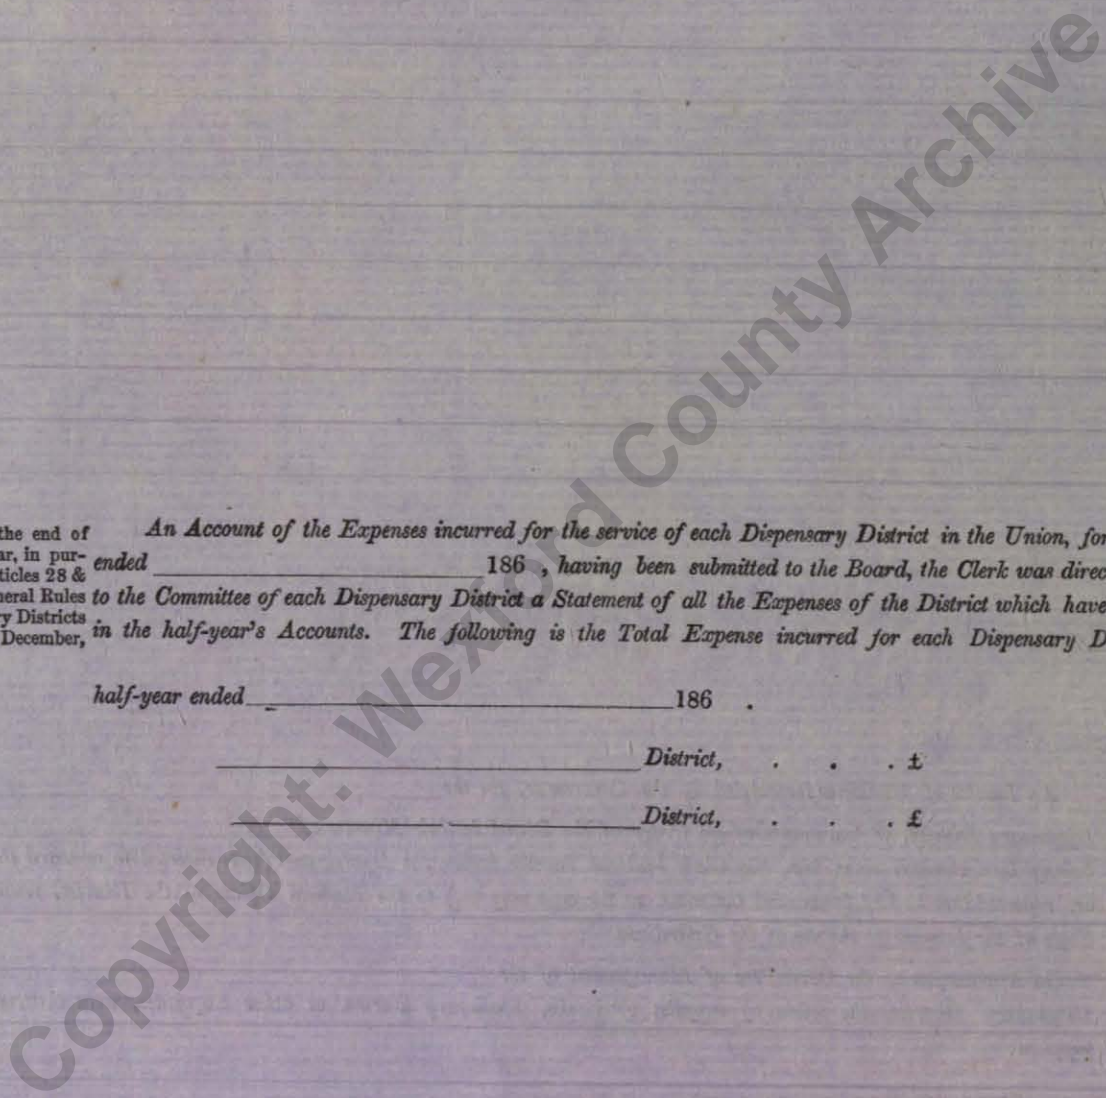 the end of
ar, in pur-
ticles 28 &
neral Rules
y Districts
December,
An Account of the Expenses incurred for the service of each Dispensary District in the Union, for
ended 186 , having been submitted to the Board, the Clerk was direc
to the Committee of each Dispensary District a Statement of all the Expenses of the District which have
in the half-year's Accounts. The following is the Total Expense incurred for each Dispensary D
half-year ended 186 .
District, . . . £
District, . . . £
Copyright: Wexford County Archive